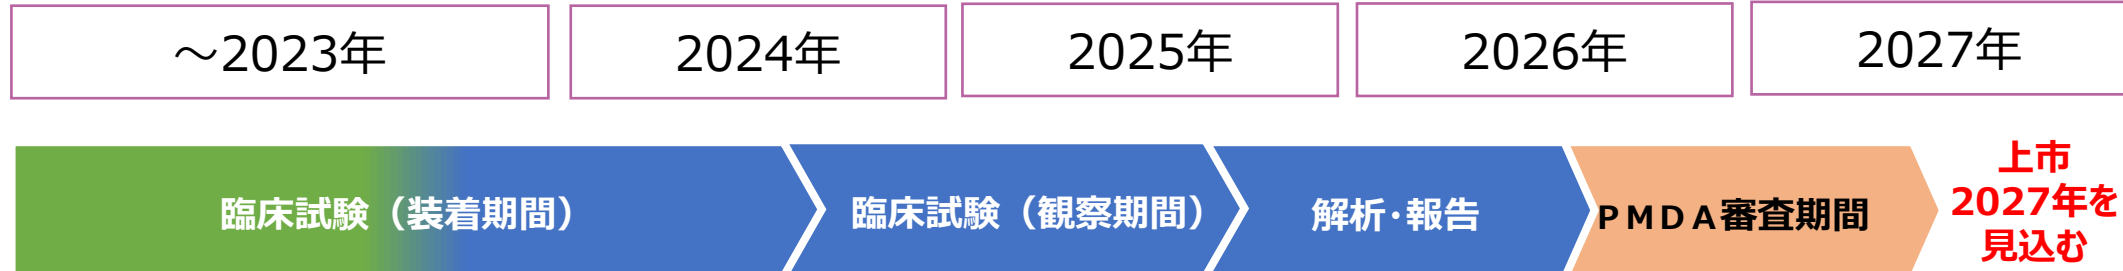 ～2023年
2024年
2025年
2026年
2027年
臨床試験（装着期間）
臨床試験（観察期間）
解析・報告
ＰＭＤＡ審査期間
上市
2027年を
見込む